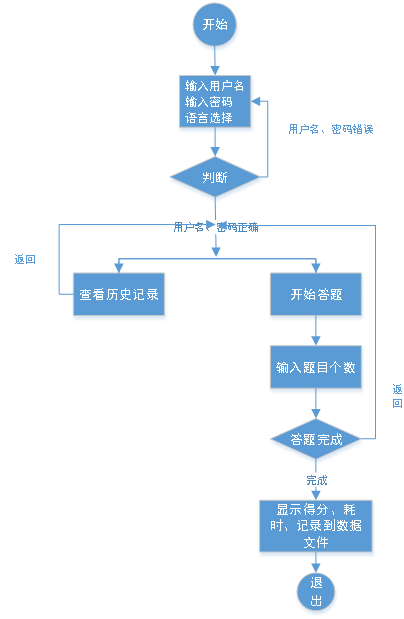 开始
输入用户名
输入密码
语言选择
用户名、密码错误
判断
用户名、密码正确
返回
查看历史记录
开始答题
输入题目个数
返
回
答题完成
完成
显示得分、耗
时、记录到数据
文件
退
出